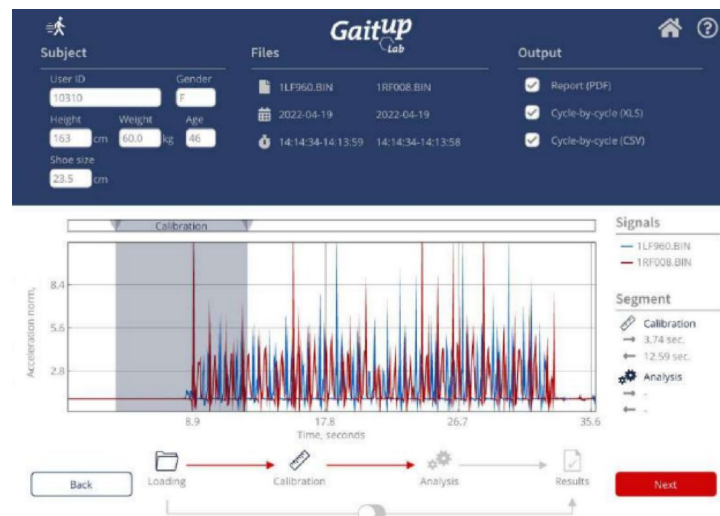 Gaitup
Lab
Subject
Files
Output
User ID
Gender
10310
F
Height
Weight
Age
163 cm
60.0 kg
46
Shoe size
23.5 cm
1LF960.BIN
1RF008.BIN
2022-04-19
2022-04-19
14:14:34-14:13:59
14:14:34-14:13:58
Report (PDF)
Cycle-by-cycle (XLS)
Cycle-by-cycle (CSV)
Calibration
Acceleration norm,
8.4
5.6
2.8
8.9
17.8
26.7
35.6
Time, seconds
Signals
1LF960.BIN
1RF008.BIN
Segment
Calibration
3.74 sec.
12.59 sec.
Analysis
-
-
Back
Loading
Calibration
Analysis
Results
Next